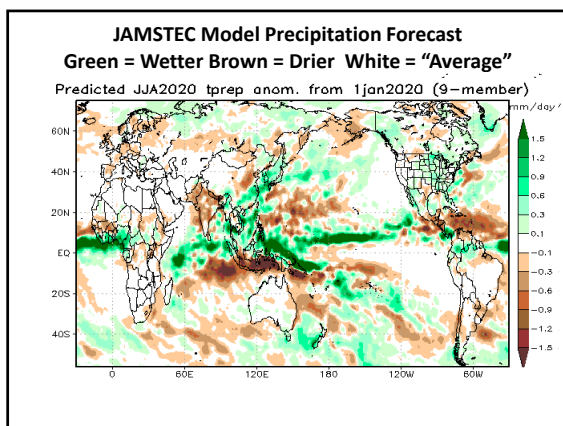 JAMSTEC Model Precipitation Forecast
Green = Wetter Brown = Drier White = “Average”
Predicted JJA2020 tprep anom. from 1jan2020 (9-member)
mm/day
60N
40N
20N
EQ
20S
40S
0
60E
120E
180
120W
60W
1.5
1.2
0.9
0.6
0.3
0.1
-0.1
-0.3
-0.6
-0.9
-1.2
-1.5